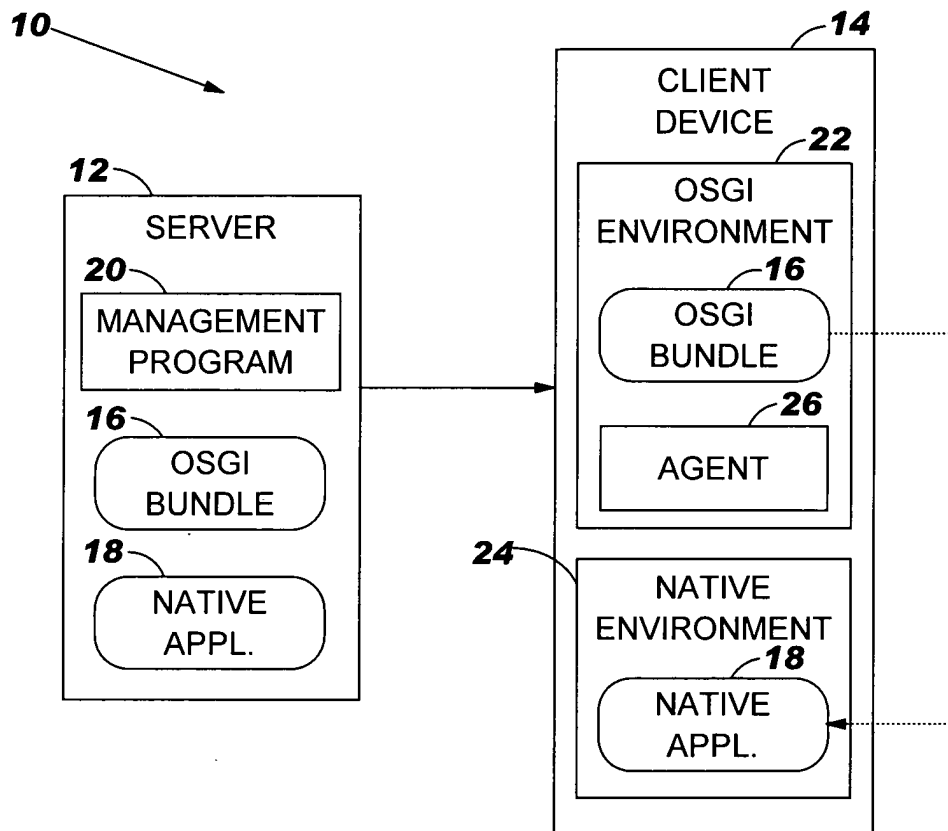 10
12
SERVER
20
MANAGEMENT
PROGRAM
16
OSGI
BUNDLE
18
NATIVE
APPL.
14
CLIENT
DEVICE
22
OSGI
ENVIRONMENT
16
OSGI
BUNDLE
26
AGENT
24
NATIVE
ENVIRONMENT
18
NATIVE
APPL.